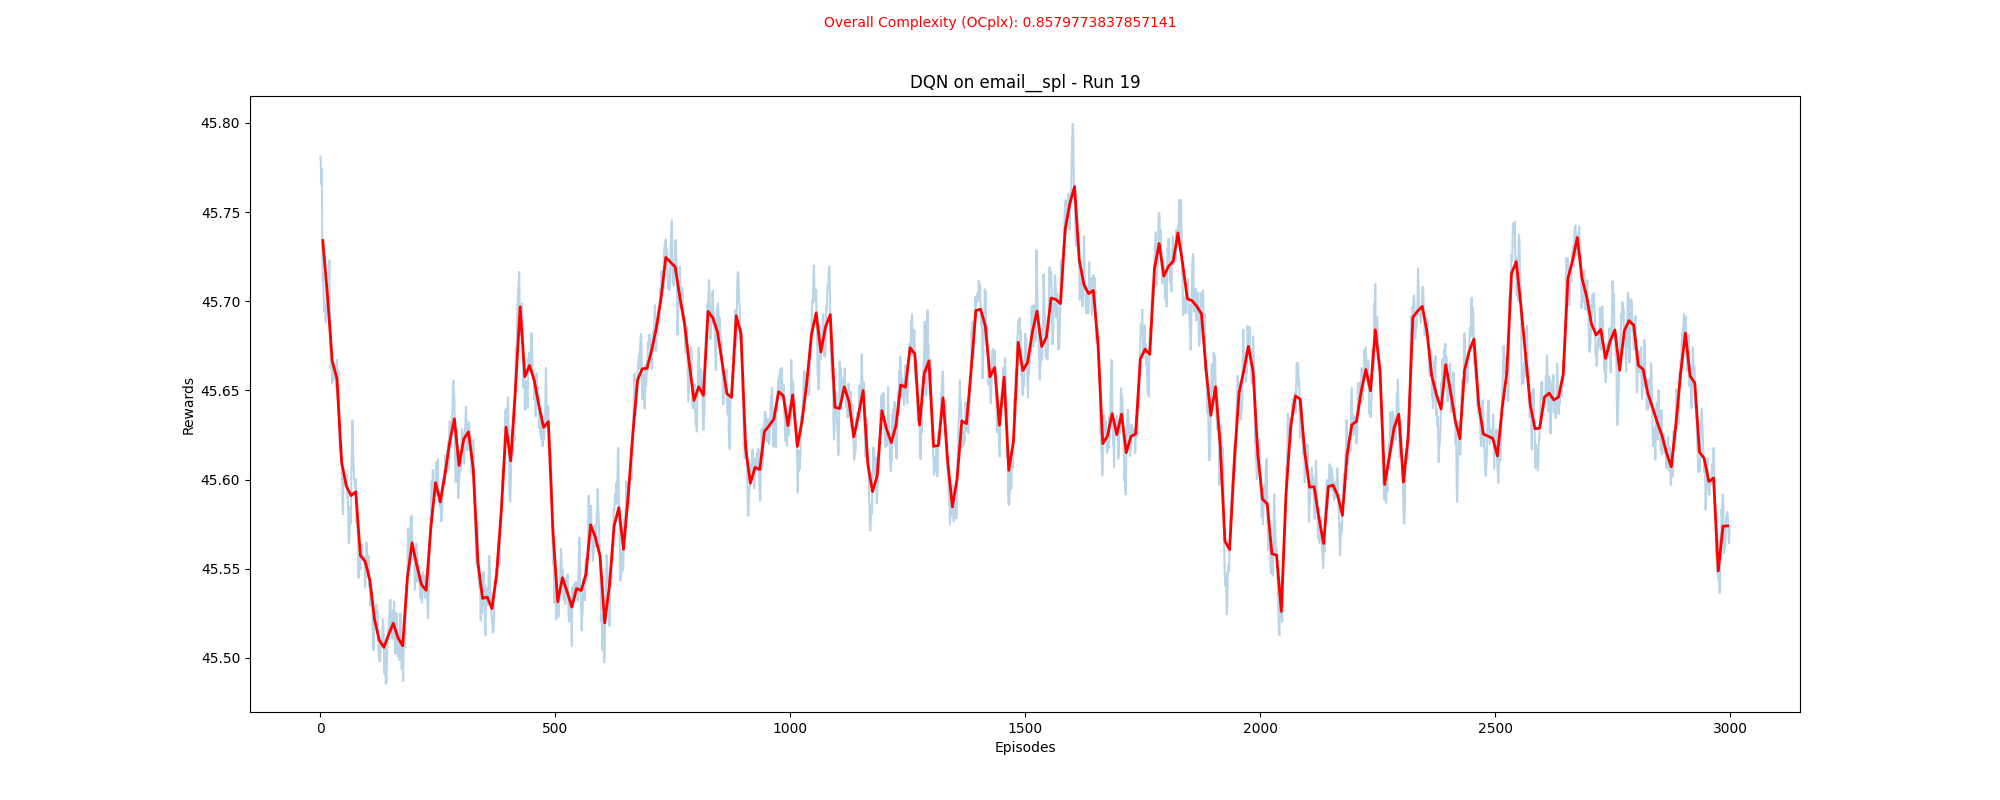 Overall Complexity (OCplx): 0.8579773837857141
DQN on email__spl - Run 19
45.80
45.75
45.70
45.65
45.60
45.55
45.50
Rewards
0 500 1000 1500 2000 2500 3000
Episodes